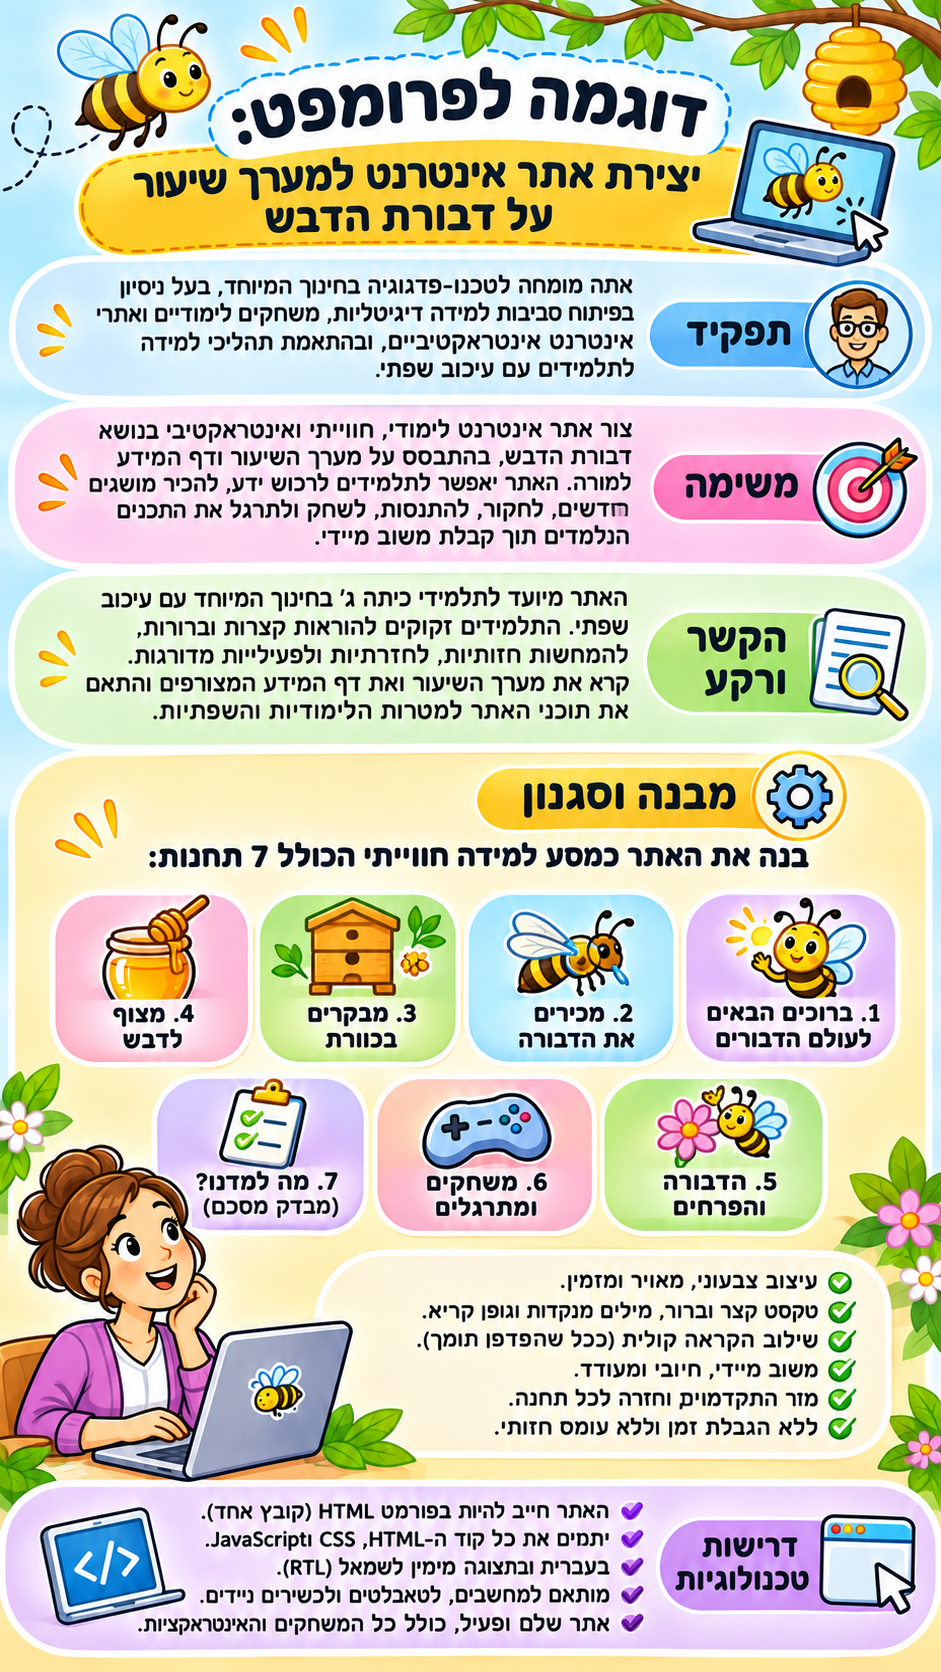 דוגמה לפרומפט:
יצירת אתר אינטרנט למערך שיעור
על דבורת הדבש
תפקיד
אתה מומחה לטכנו-פדגוגיה בחינוך המיוחד, בעל ניסיון
בפיתוח סביבות למידה דיגיטליות, משחקים לימודיים ואתרי
אינטרנט אינטראקטיביים, ובהתאמת תהליכי למידה
לתלמידים עם עיכוב שפתי.
משימה
צור אתר אינטרנט לימודי, חווייתי ואינטראקטיבי בנושא
דבורת הדבש, בהתבסס על מערך השיעור ודף המידע
למורה. האתר יאפשר לתלמידים לרכוש ידע, להכיר מושגים
חדשים, לחקור, להתנסות, לשחק ולתרגל את התכנים
הנלמדים תוך קבלת משוב מיידי.
הקשר
ורקע
האתר מיועד לתלמידי כיתה ג' בחינוך המיוחד עם עיכוב
שפתי. התלמידים זקוקים להוראות קצרות וברורות,
להמחשות חזותיות, לחזרתיות ולפעילייות מדורגות.
קרא את מערך השיעור ואת דף המידע המצורפים והתאם
את תוכני האתר למטרות הלימודיות והשפתיות.
מבנה וסגנון
בנה את האתר כמסע למידה חווייתי הכולל 7 תחנות:
1. ברוכים הבאים
לעולם הדבורים
2. מכירים
את הדבורה
3. מבקרים
בכוורת
4. מצוף
לדבש
5. הדבורה
והפרחים
6. משחקים
ומתרגלים
7. מה למדנו?
(מבדק מסכם)
עיצוב צבעוני, מאויר ומזמין.
טקסט קצר וברור, מילים מנקדות וגופן קריא.
שילוב הקראה קולית (ככל שהפדפן תומך).
משוב מיידי, חיובי ומעודד.
מזר וחזרה לכל תחנה.
ללא הגבלת זמן וללא עומס חזותי.
דרישות
טכנולוגיות
האתר חייב להיות בפורמט HTML (קובץ אחד).
יתמים את כל קוד ה-HTML, CSS וJavaScript.
בעברית ובתצוגה מימין לשמאל (RTL).
מותאם למחשבים, לטאבלטים ולכשירים ניידים.
אתר שלם ופעיל, כולל כל המשחקים והאינטראקציות.